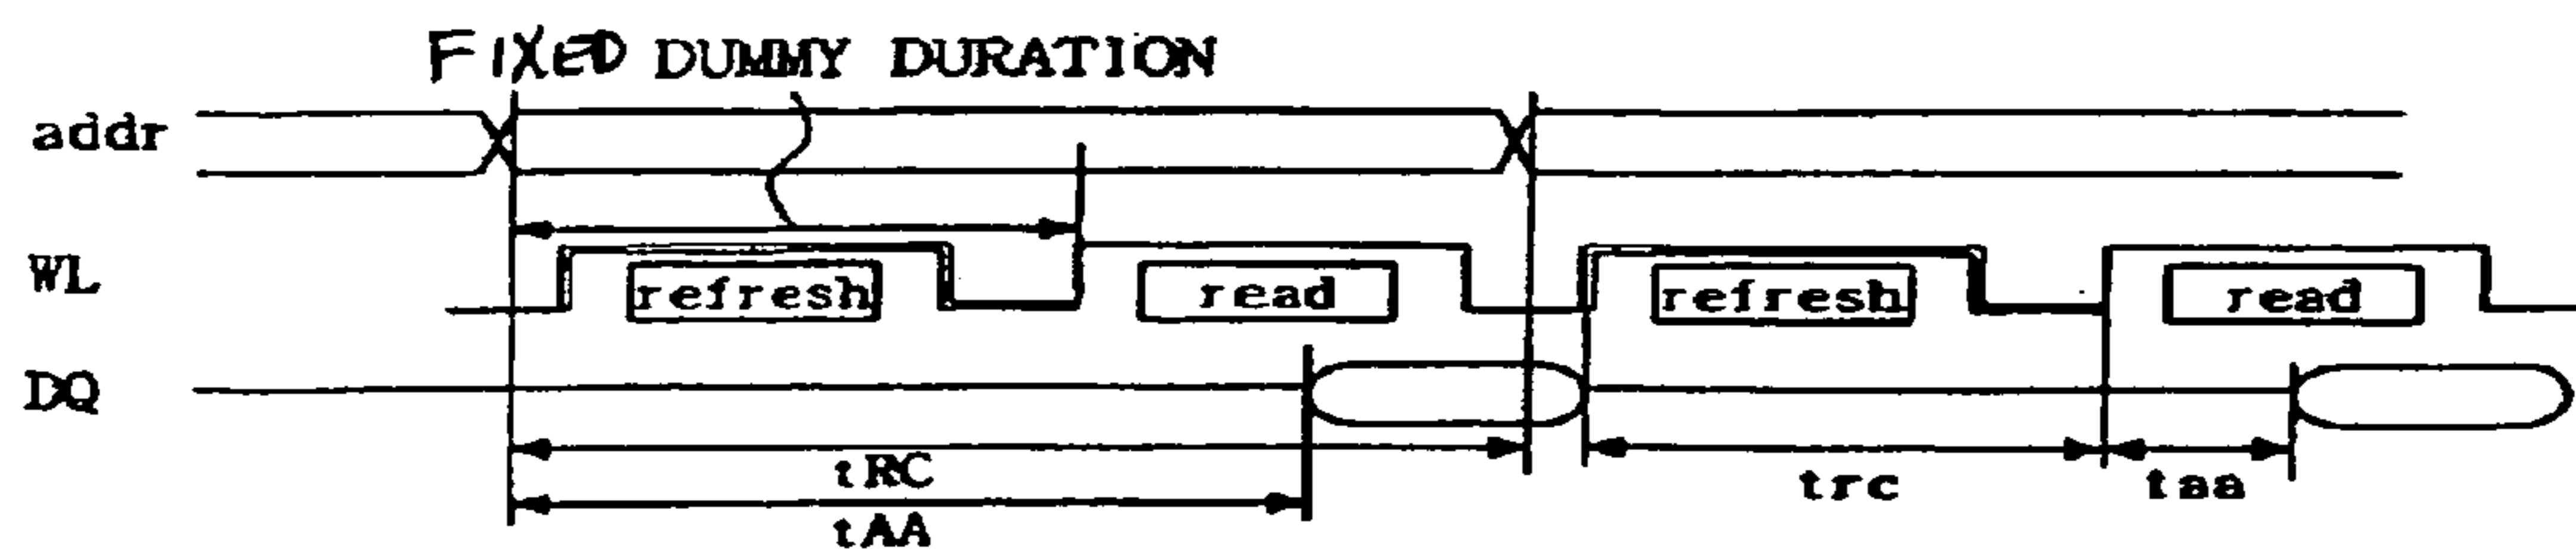 FIXED DUMMY DURATION
addr
WL refresh read refresh read
DQ
tRC trc taa
tAA